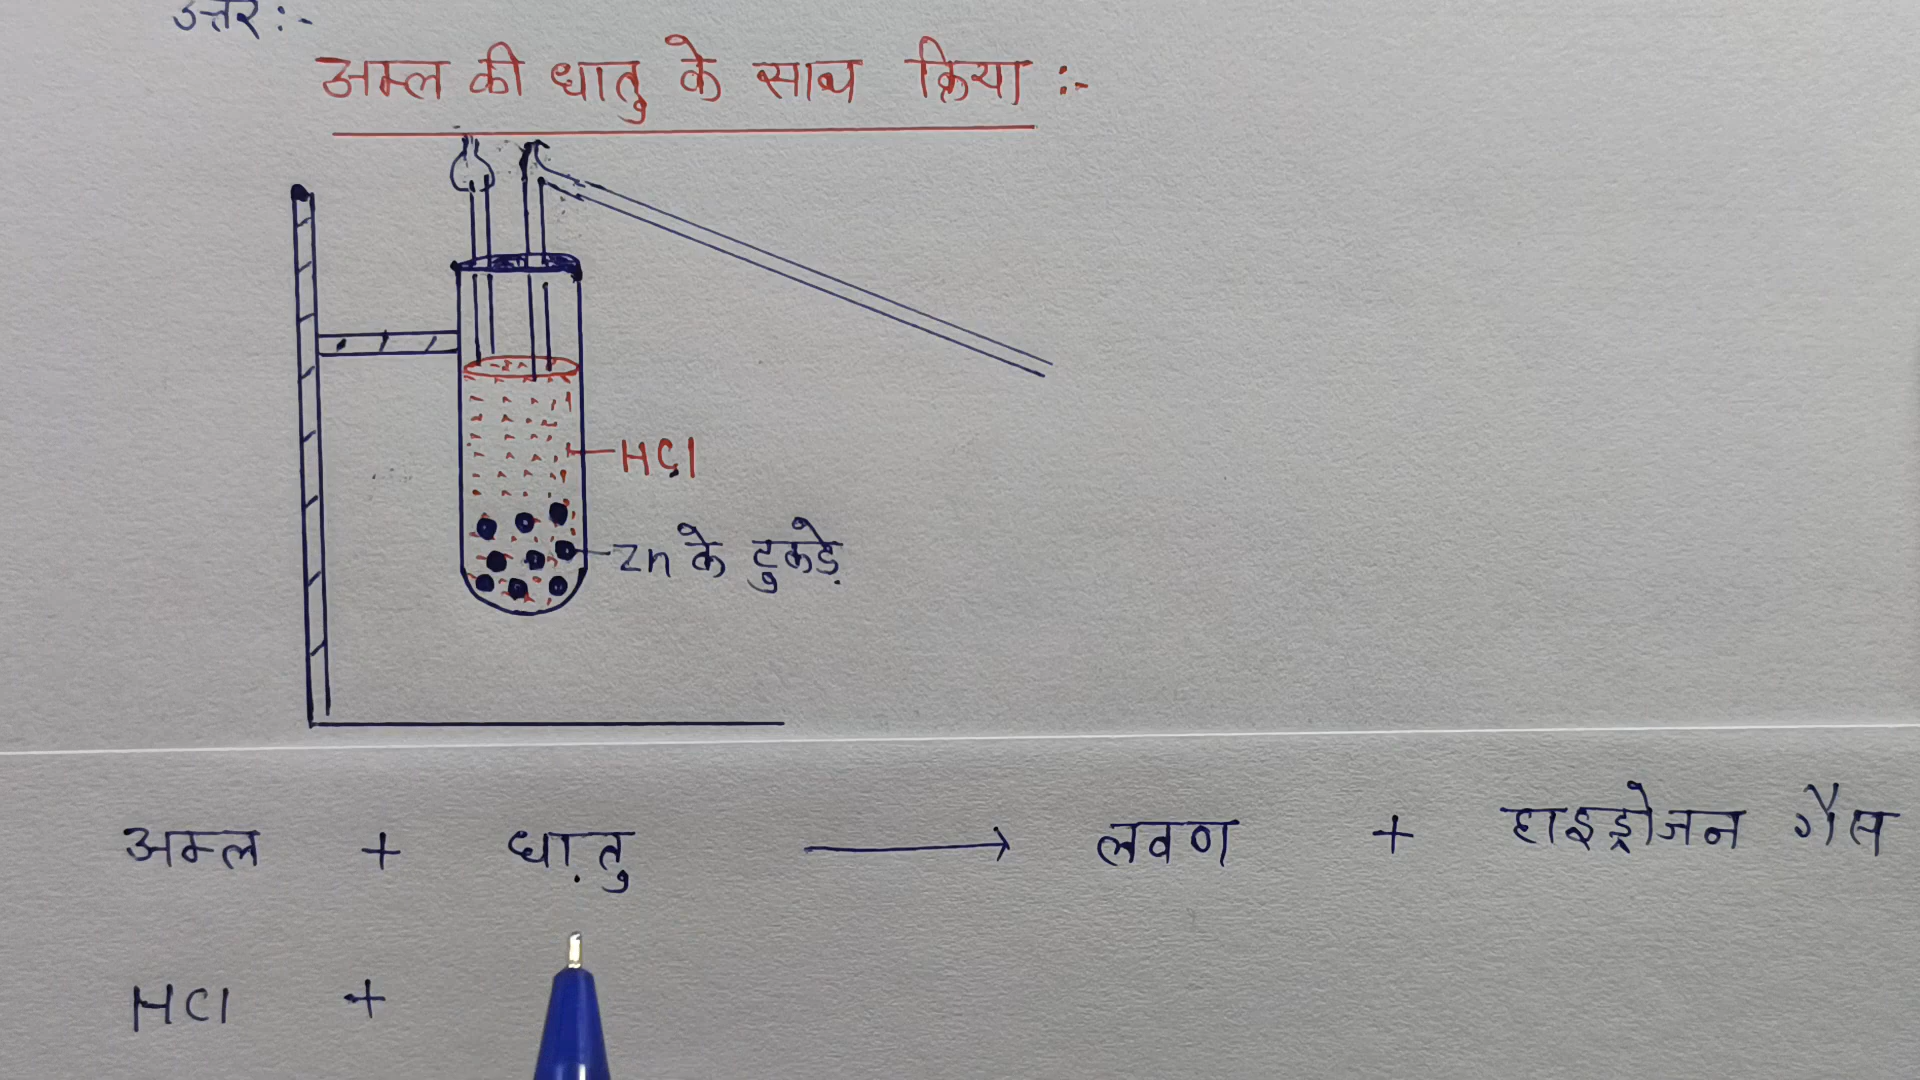 उत्तर :-
अम्ल की धातु के साथ क्रिया :-
HCl
Zn के टुकड़े
अम्ल + धातु ⟶ लवण + हाइड्रोजन गैस
HCl +